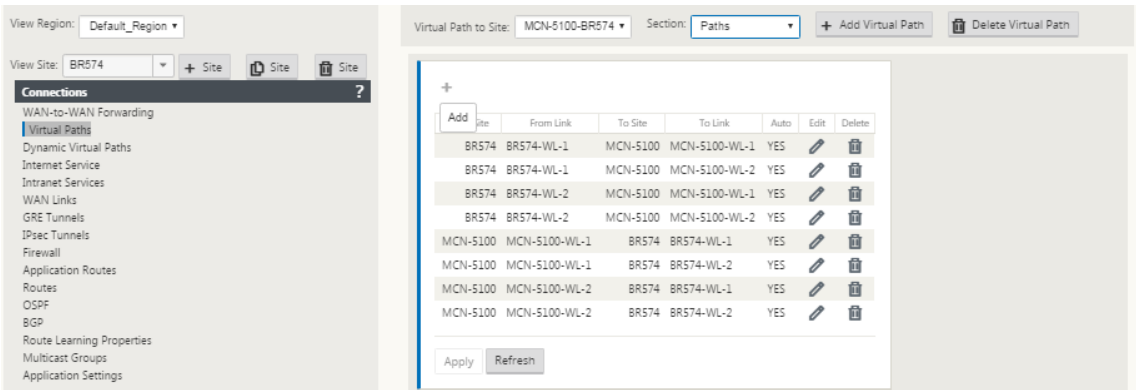 View Region: Default_Region
View Site: BR574 + Site Site Site
Connections ?
WAN-to-WAN Forwarding
Virtual Paths
Dynamic Virtual Paths
Internet Service
Intranet Services
WAN Links
GRE Tunnels
IPsec Tunnels
Firewall
Application Routes
Routes
OSPF
BGP
Route Learning Properties
Multicast Groups
Application Settings
Virtual Path to Site: MCN-5100-BR574 Section: Paths + Add Virtual Path Delete Virtual Path
+
Add
ite From Link To Site To Link Auto Edit Delete
BR574 BR574-WL-1 MCN-5100 MCN-5100-WL-1 YES
BR574 BR574-WL-1 MCN-5100 MCN-5100-WL-2 YES
BR574 BR574-WL-2 MCN-5100 MCN-5100-WL-1 YES
BR574 BR574-WL-2 MCN-5100 MCN-5100-WL-2 YES
MCN-5100 MCN-5100-WL-1 BR574 BR574-WL-1 YES
MCN-5100 MCN-5100-WL-1 BR574 BR574-WL-2 YES
MCN-5100 MCN-5100-WL-2 BR574 BR574-WL-1 YES
MCN-5100 MCN-5100-WL-2 BR574 BR574-WL-2 YES
Apply Refresh